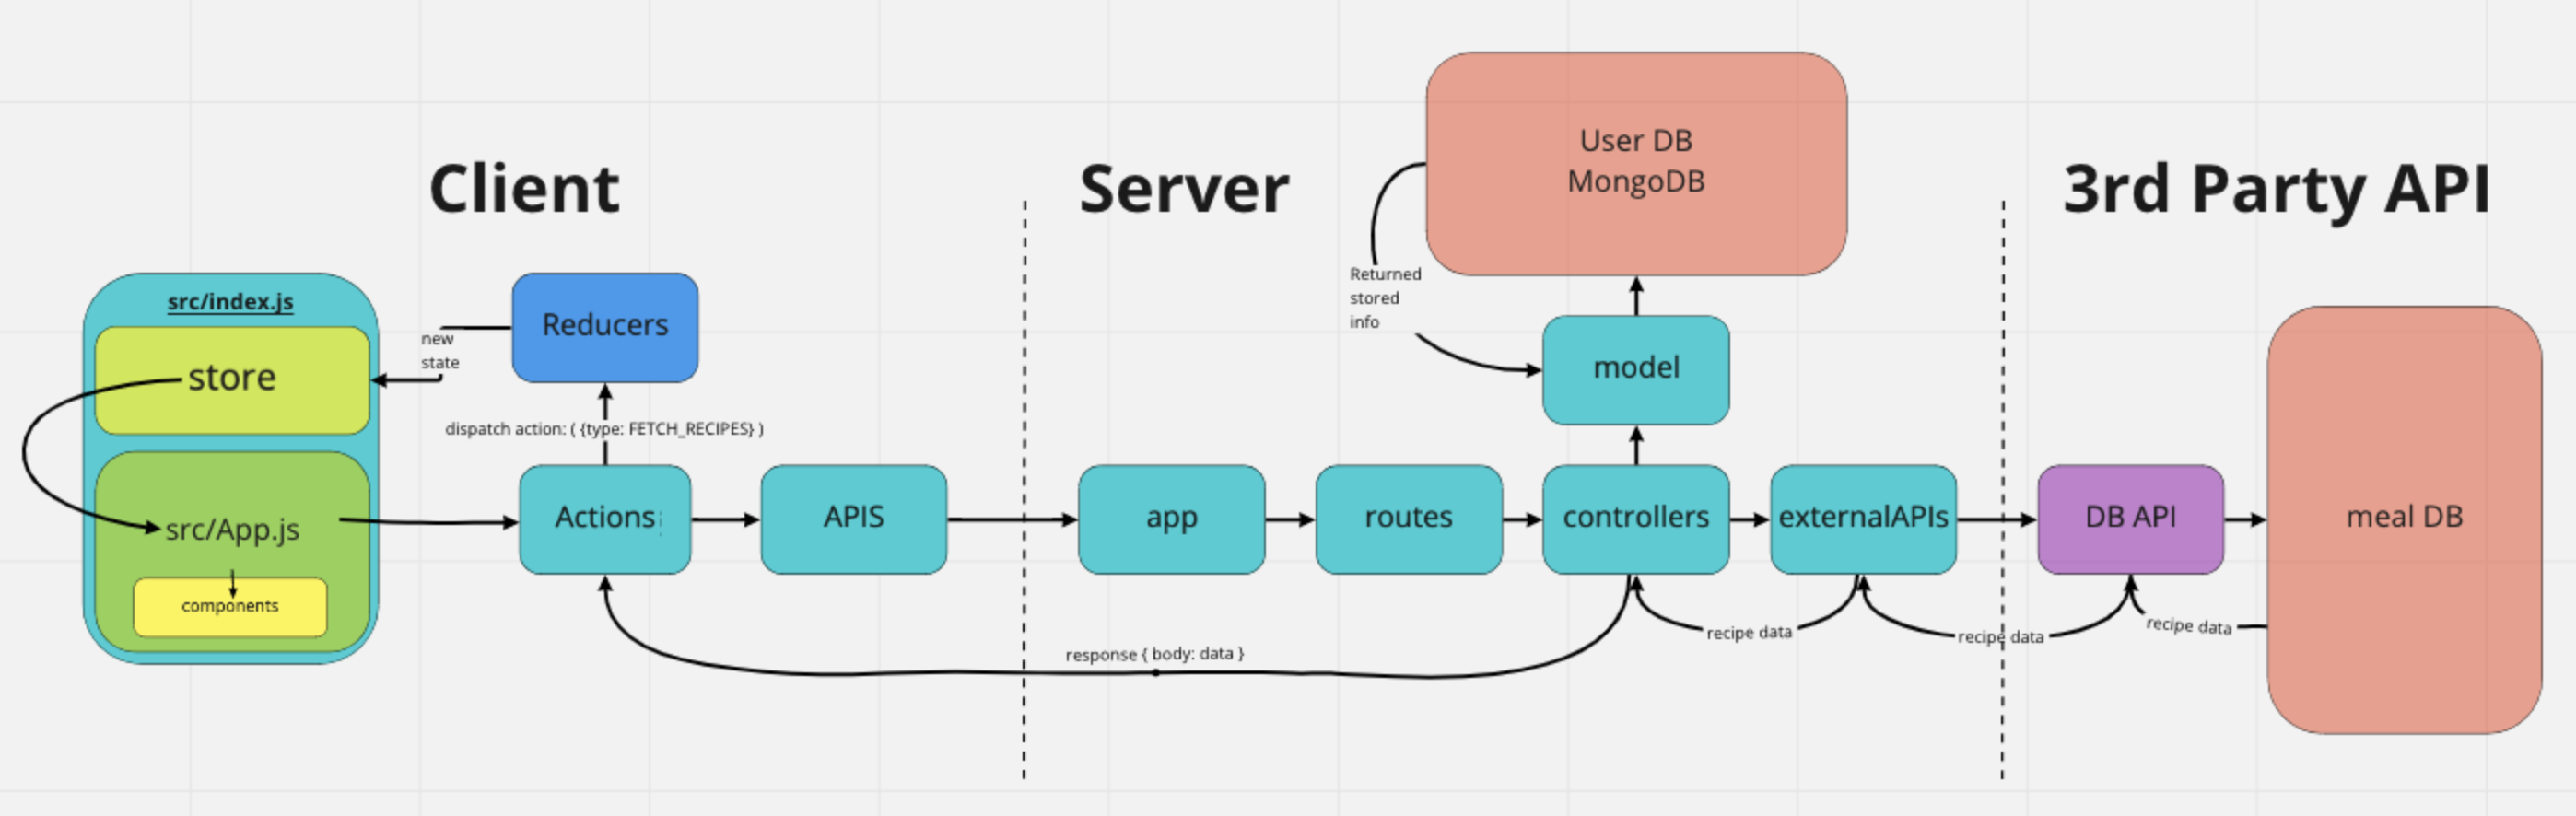 Client
Server
3rd Party API
User DB
MongoDB
src/index.js
store
src/App.js
components
new
state
Reducers
dispatch action: ( {type: FETCH_RECIPES} )
Actions
APIS
Returned
stored
info
model
app
routes
controllers
externalAPIs
DB API
meal DB
recipe data
recipe data
recipe data
response { body: data }